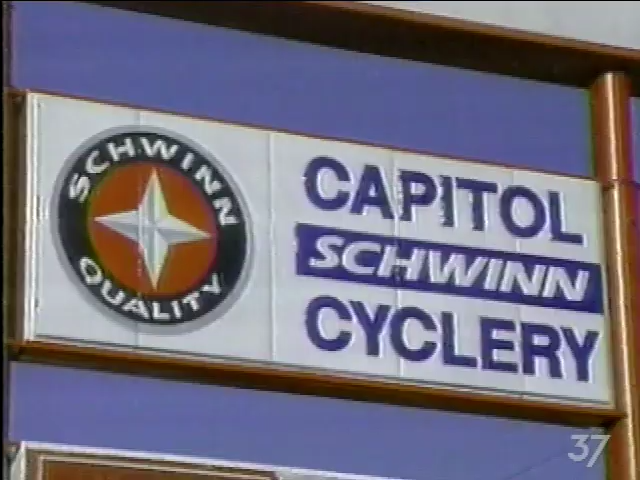 SCHWINN
QUALITY
CAPITOL
SCHWINN
CYCLERY
37